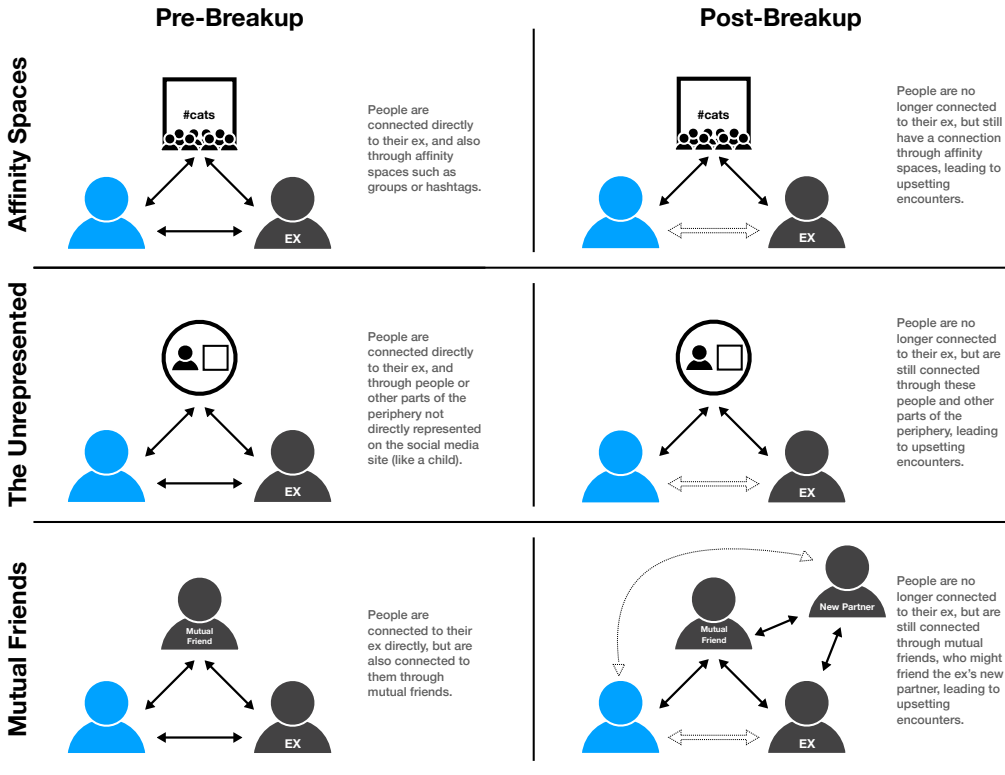 Pre-Breakup
Post-Breakup
Affinity Spaces
#cats
EX
People are
connected directly
to their ex, and also
through affinity
spaces such as
groups or hashtags.
#cats
EX
People are no
longer connected
to their ex, but still
have a connection
through affinity
spaces, leading to
upsetting
encounters.
The Unrepresented
EX
People are
connected directly
to their ex, and
through people or
other parts of the
periphery not
directly represented
on the social media
site (like a child).
EX
People are no
longer connected
to their ex, but are
still connected
through these
people and other
parts of the
periphery, leading
to upsetting
encounters.
Mutual Friends
Mutual
Friend
EX
People are
connected to their
ex directly, but are
also connected to
them through
mutual friends.
New Partner
Mutual
Friend
EX
People are no
longer connected
to their ex, but are
still connected
through mutual
friends, who might
friend the ex's new
partner, leading to
upsetting
encounters.